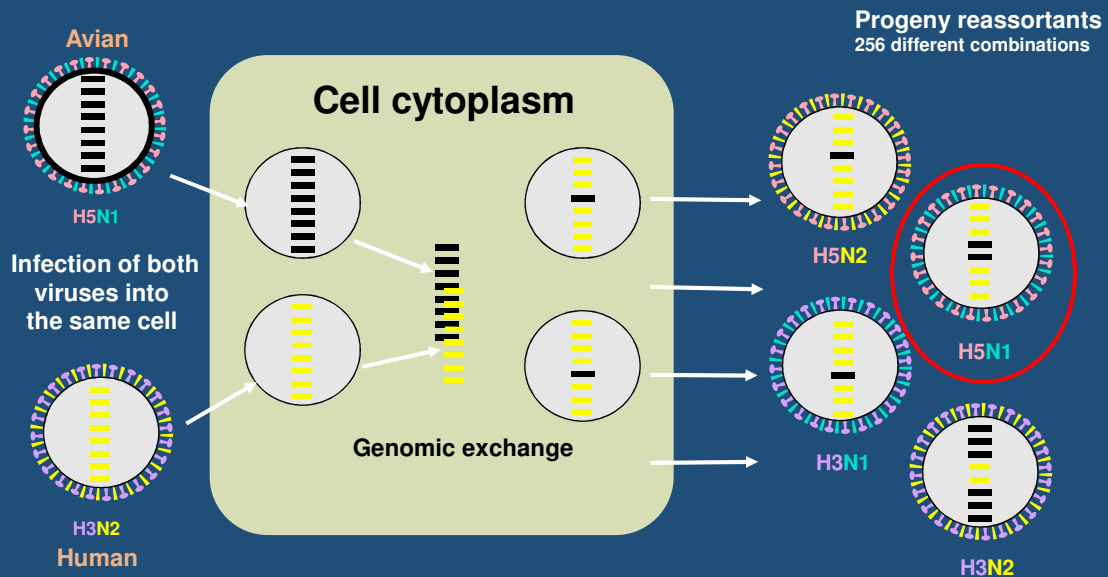 Progeny reassortants
256 different combinations
Avian
H5N1
Infection of both
viruses into
the same cell
H3N2
Human
Cell cytoplasm
Genomic exchange
H5N2
H5N1
H3N1
H3N2